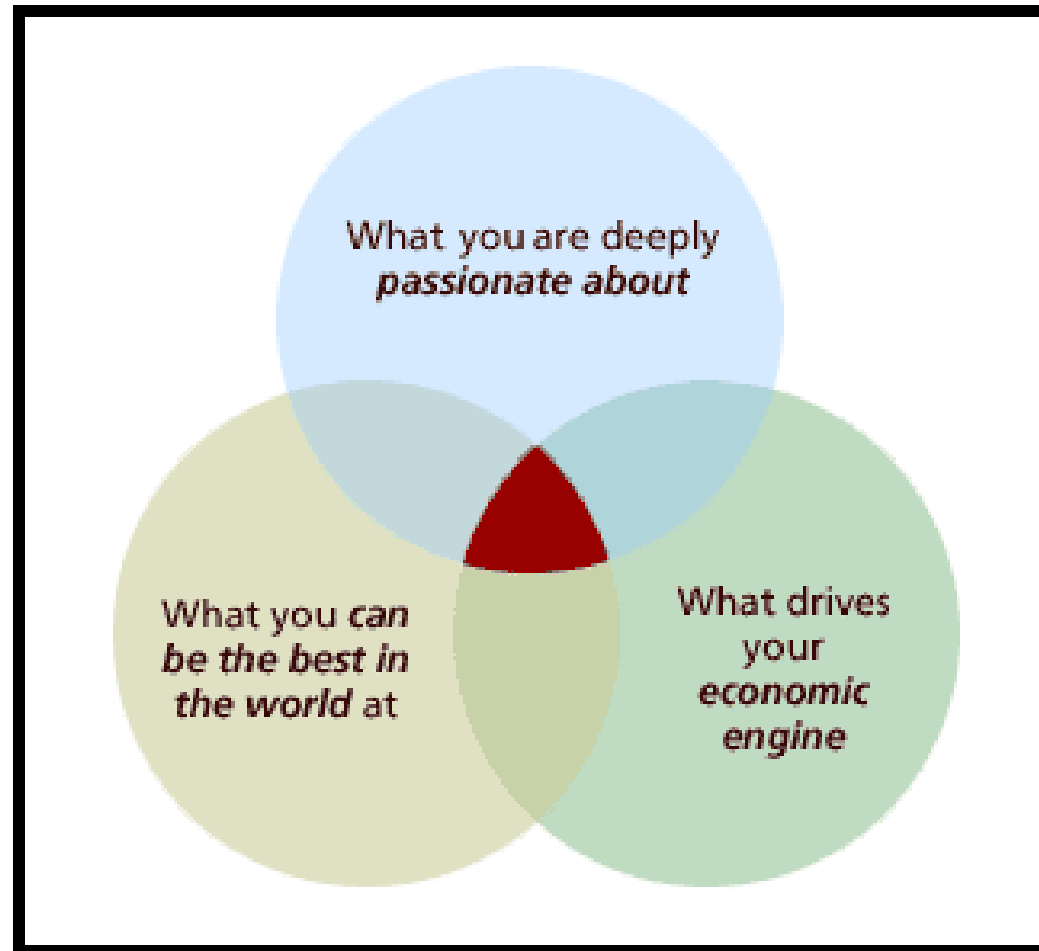 What you are deeply
passionate about
What you can
be the best in
the world at
What drives
your
economic
engine